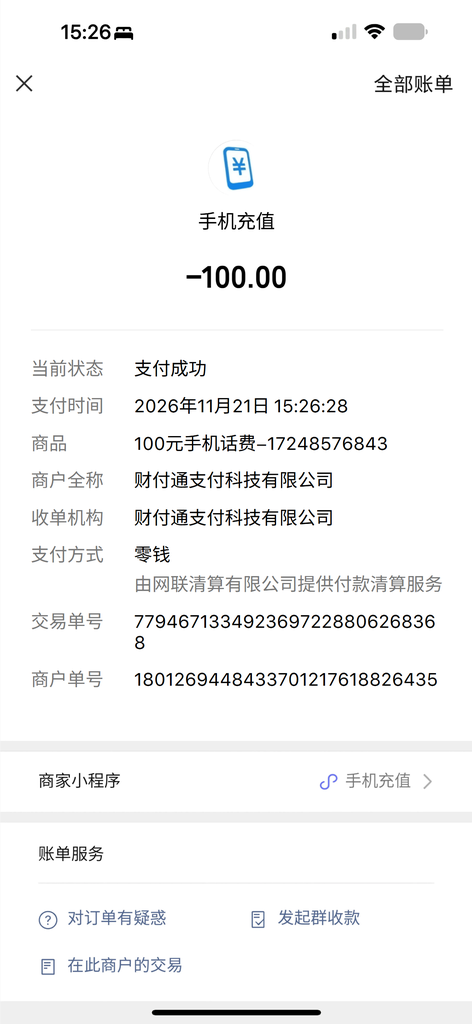 15:26
全部账单
¥
手机充值
-100.00
当前状态 支付成功
支付时间 2026年11月21日 15:26:28
商品 100元手机话费-17248576843
商户全称 财付通支付科技有限公司
收单机构 财付通支付科技有限公司
支付方式 零钱
由网联清算有限公司提供付款清算服务
交易单号 779467133492369722880626836
8
商户单号 1801269448433701217618826435
商家小程序 手机充值
账单服务
对订单有疑惑 发起群收款
在此商户的交易